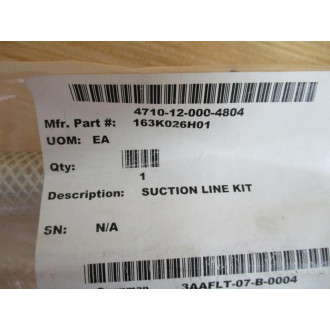 4710-12-000-4804
Mfr. Part #: 163K026H01
UOM: EA
Qty:
1
Description: SUCTION LINE KIT
SN: N/A
3AAFLT-07-B-0004